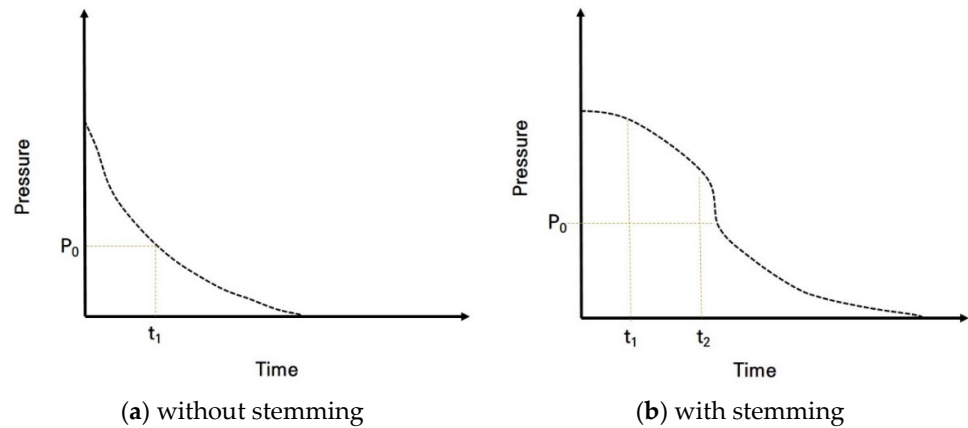 Pressure
P₀
t₁
Time
(a) without stemming
Pressure
P₀
t₁ t₂
Time
(b) with stemming